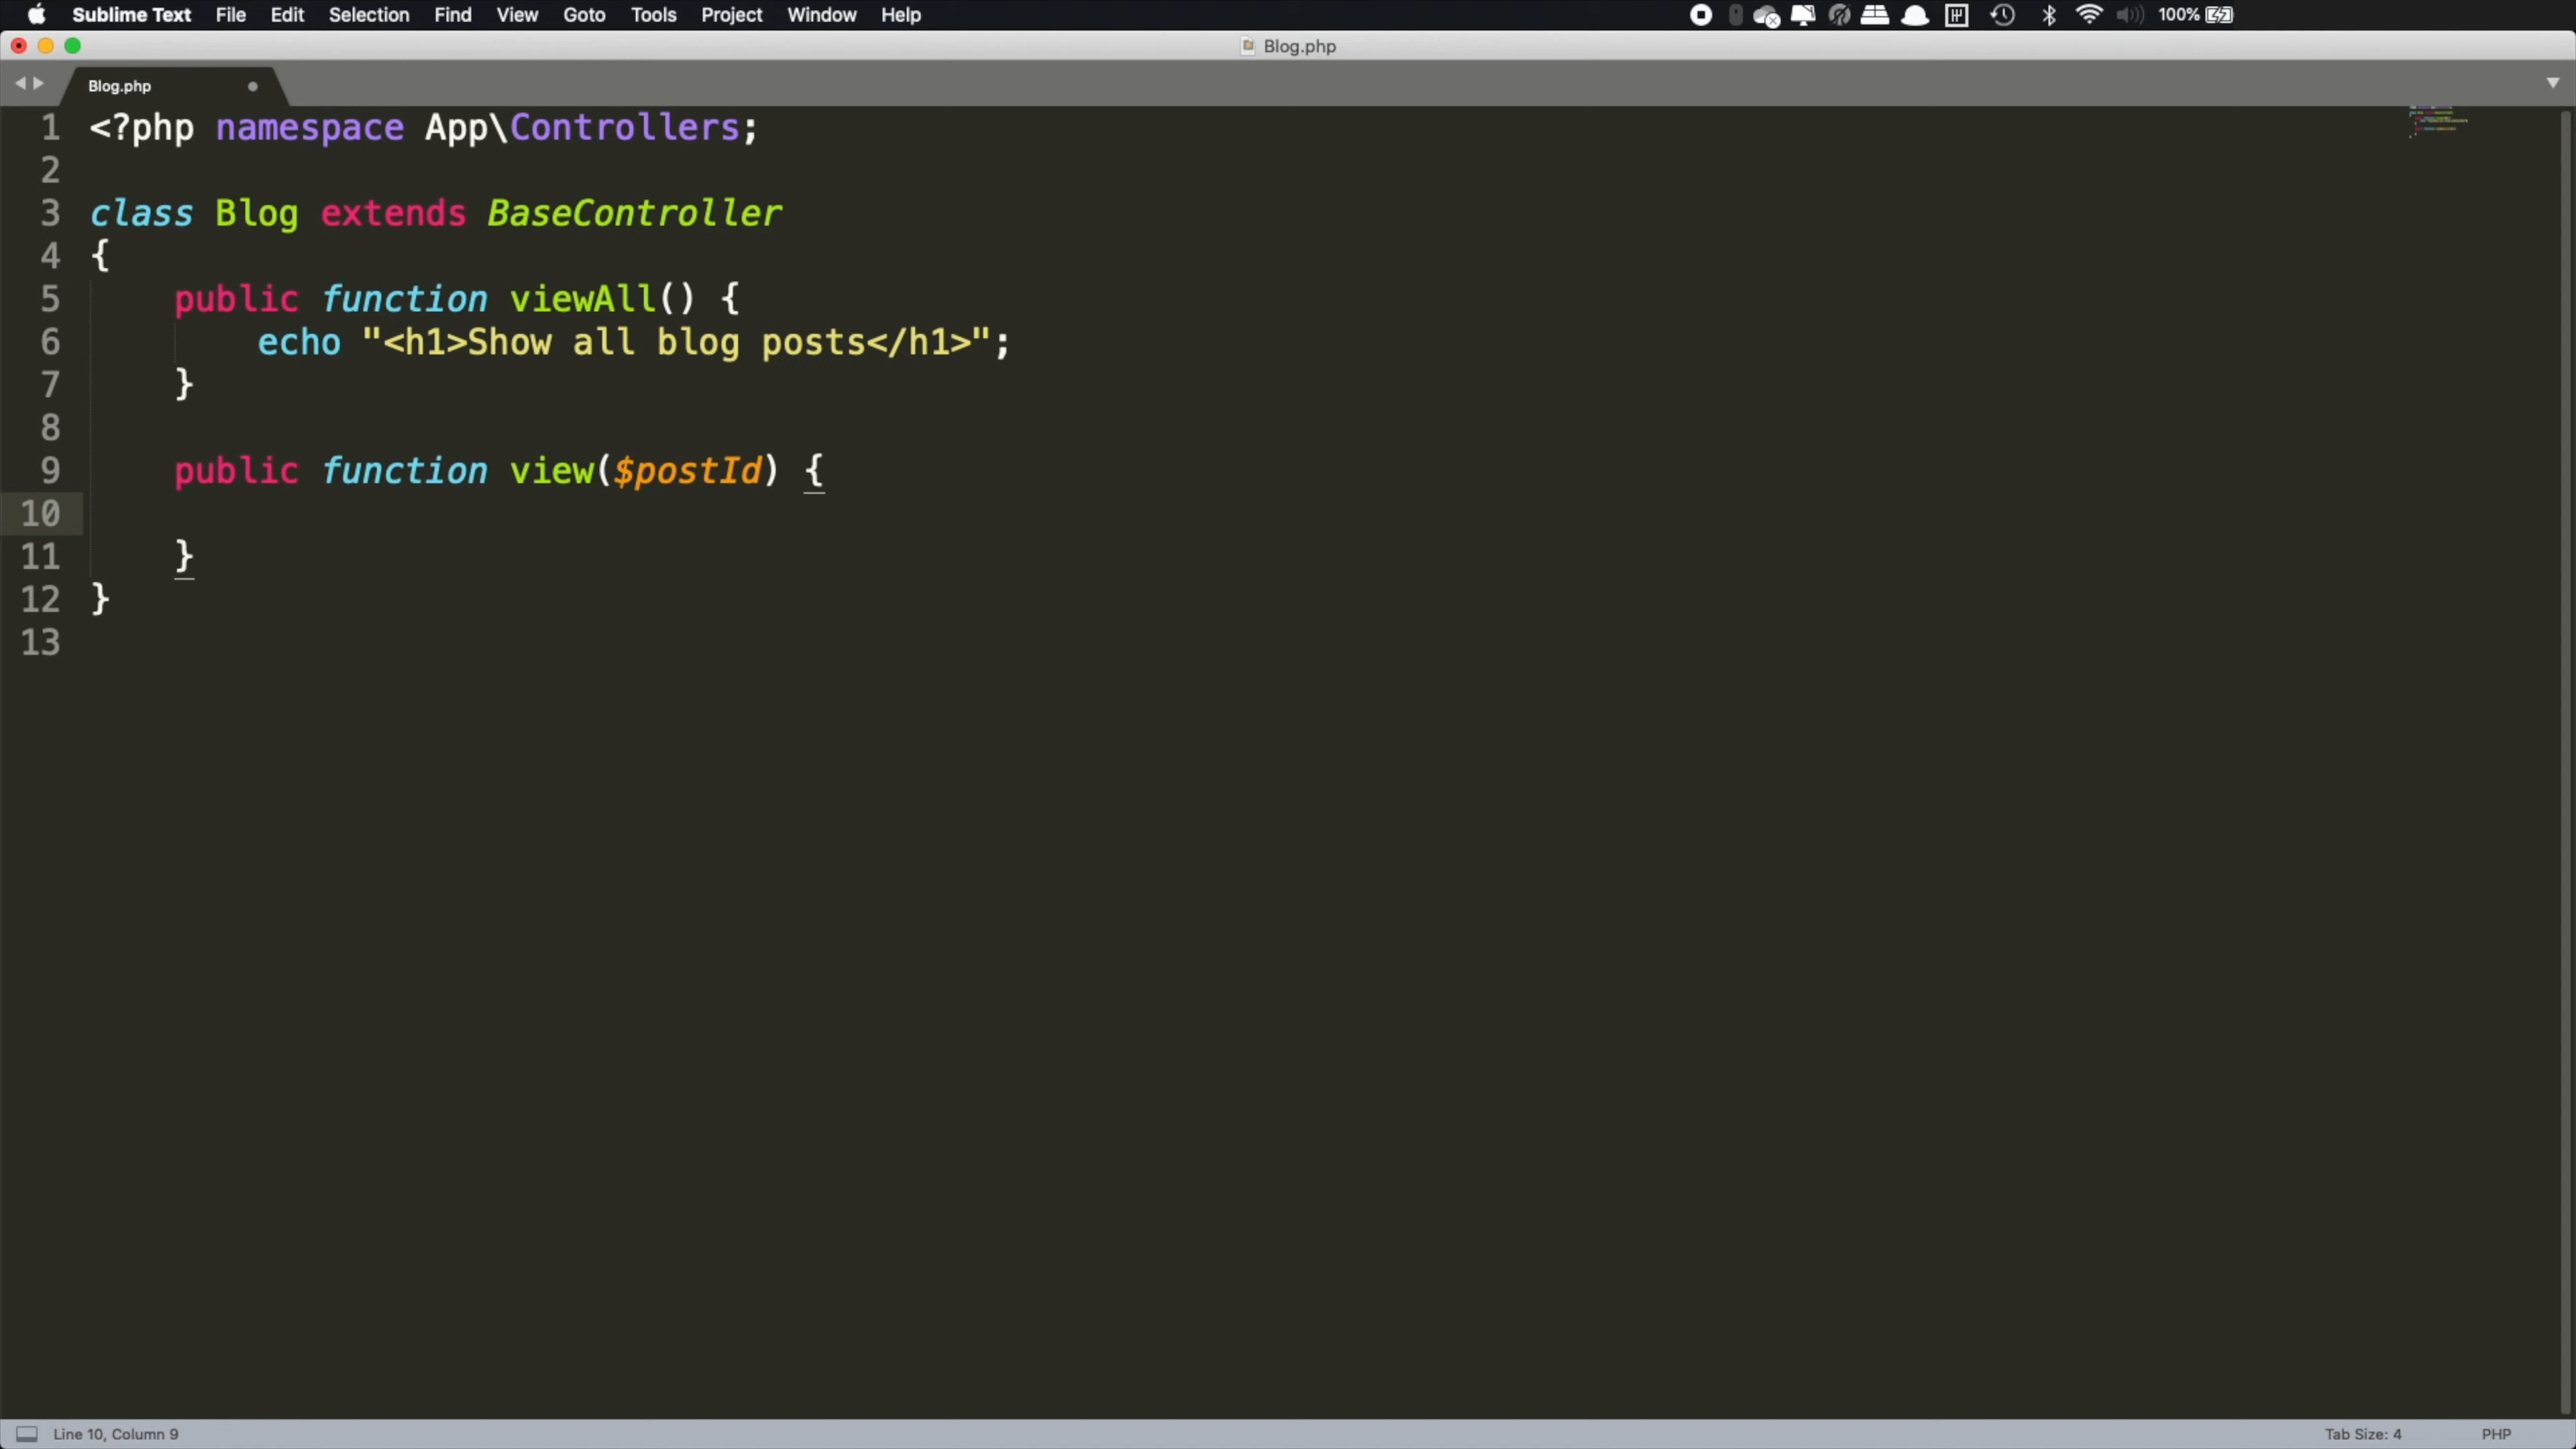 Sublime Text File Edit Selection Find View Goto Tools Project Window Help 100%
Blog.php
Blog.php
1 <?php namespace App\Controllers;
2
3 class Blog extends BaseController
4 {
5     public function viewAll() {
6         echo "<h1>Show all blog posts</h1>";
7     }
8
9     public function view($postId) {
10
11     }
12 }
13
Line 10, Column 9 Tab Size: 4 PHP